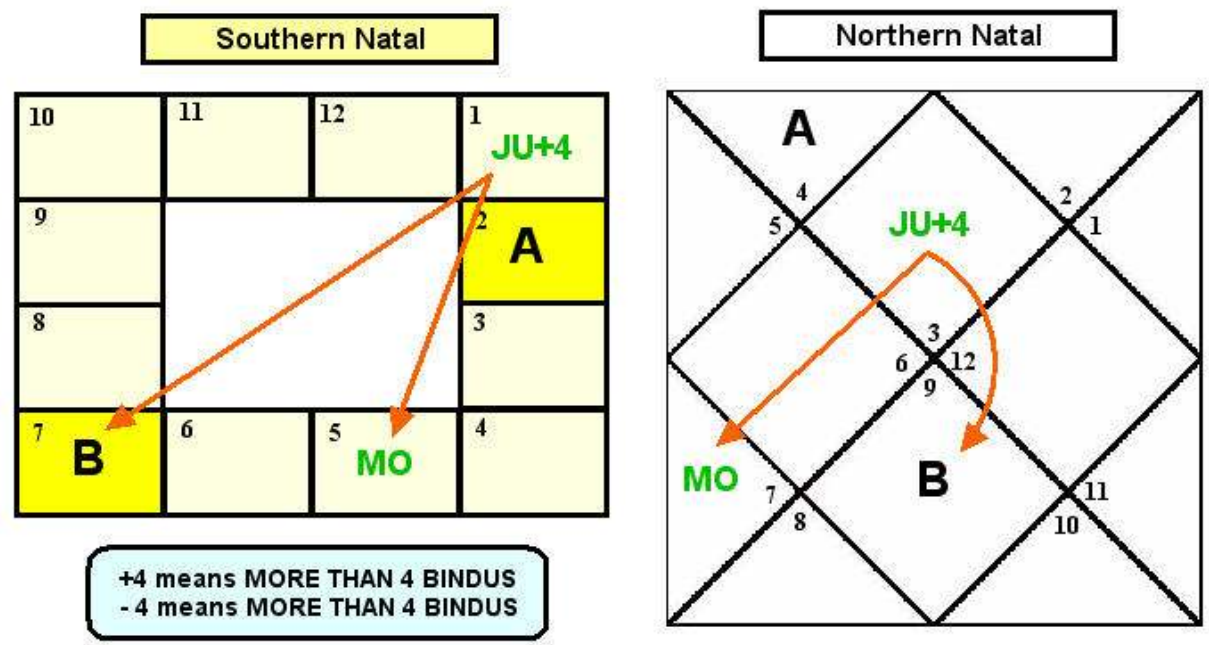 Southern Natal
Northern Natal
10 11 12 1
JU+4
9 2 A
8 3
7 B 6 5 4
MO
+4 means MORE THAN 4 BINDUS
- 4 means MORE THAN 4 BINDUS
A
4 2
5 JU+4 1
3
6 12
9
MO B
7 11
8 10